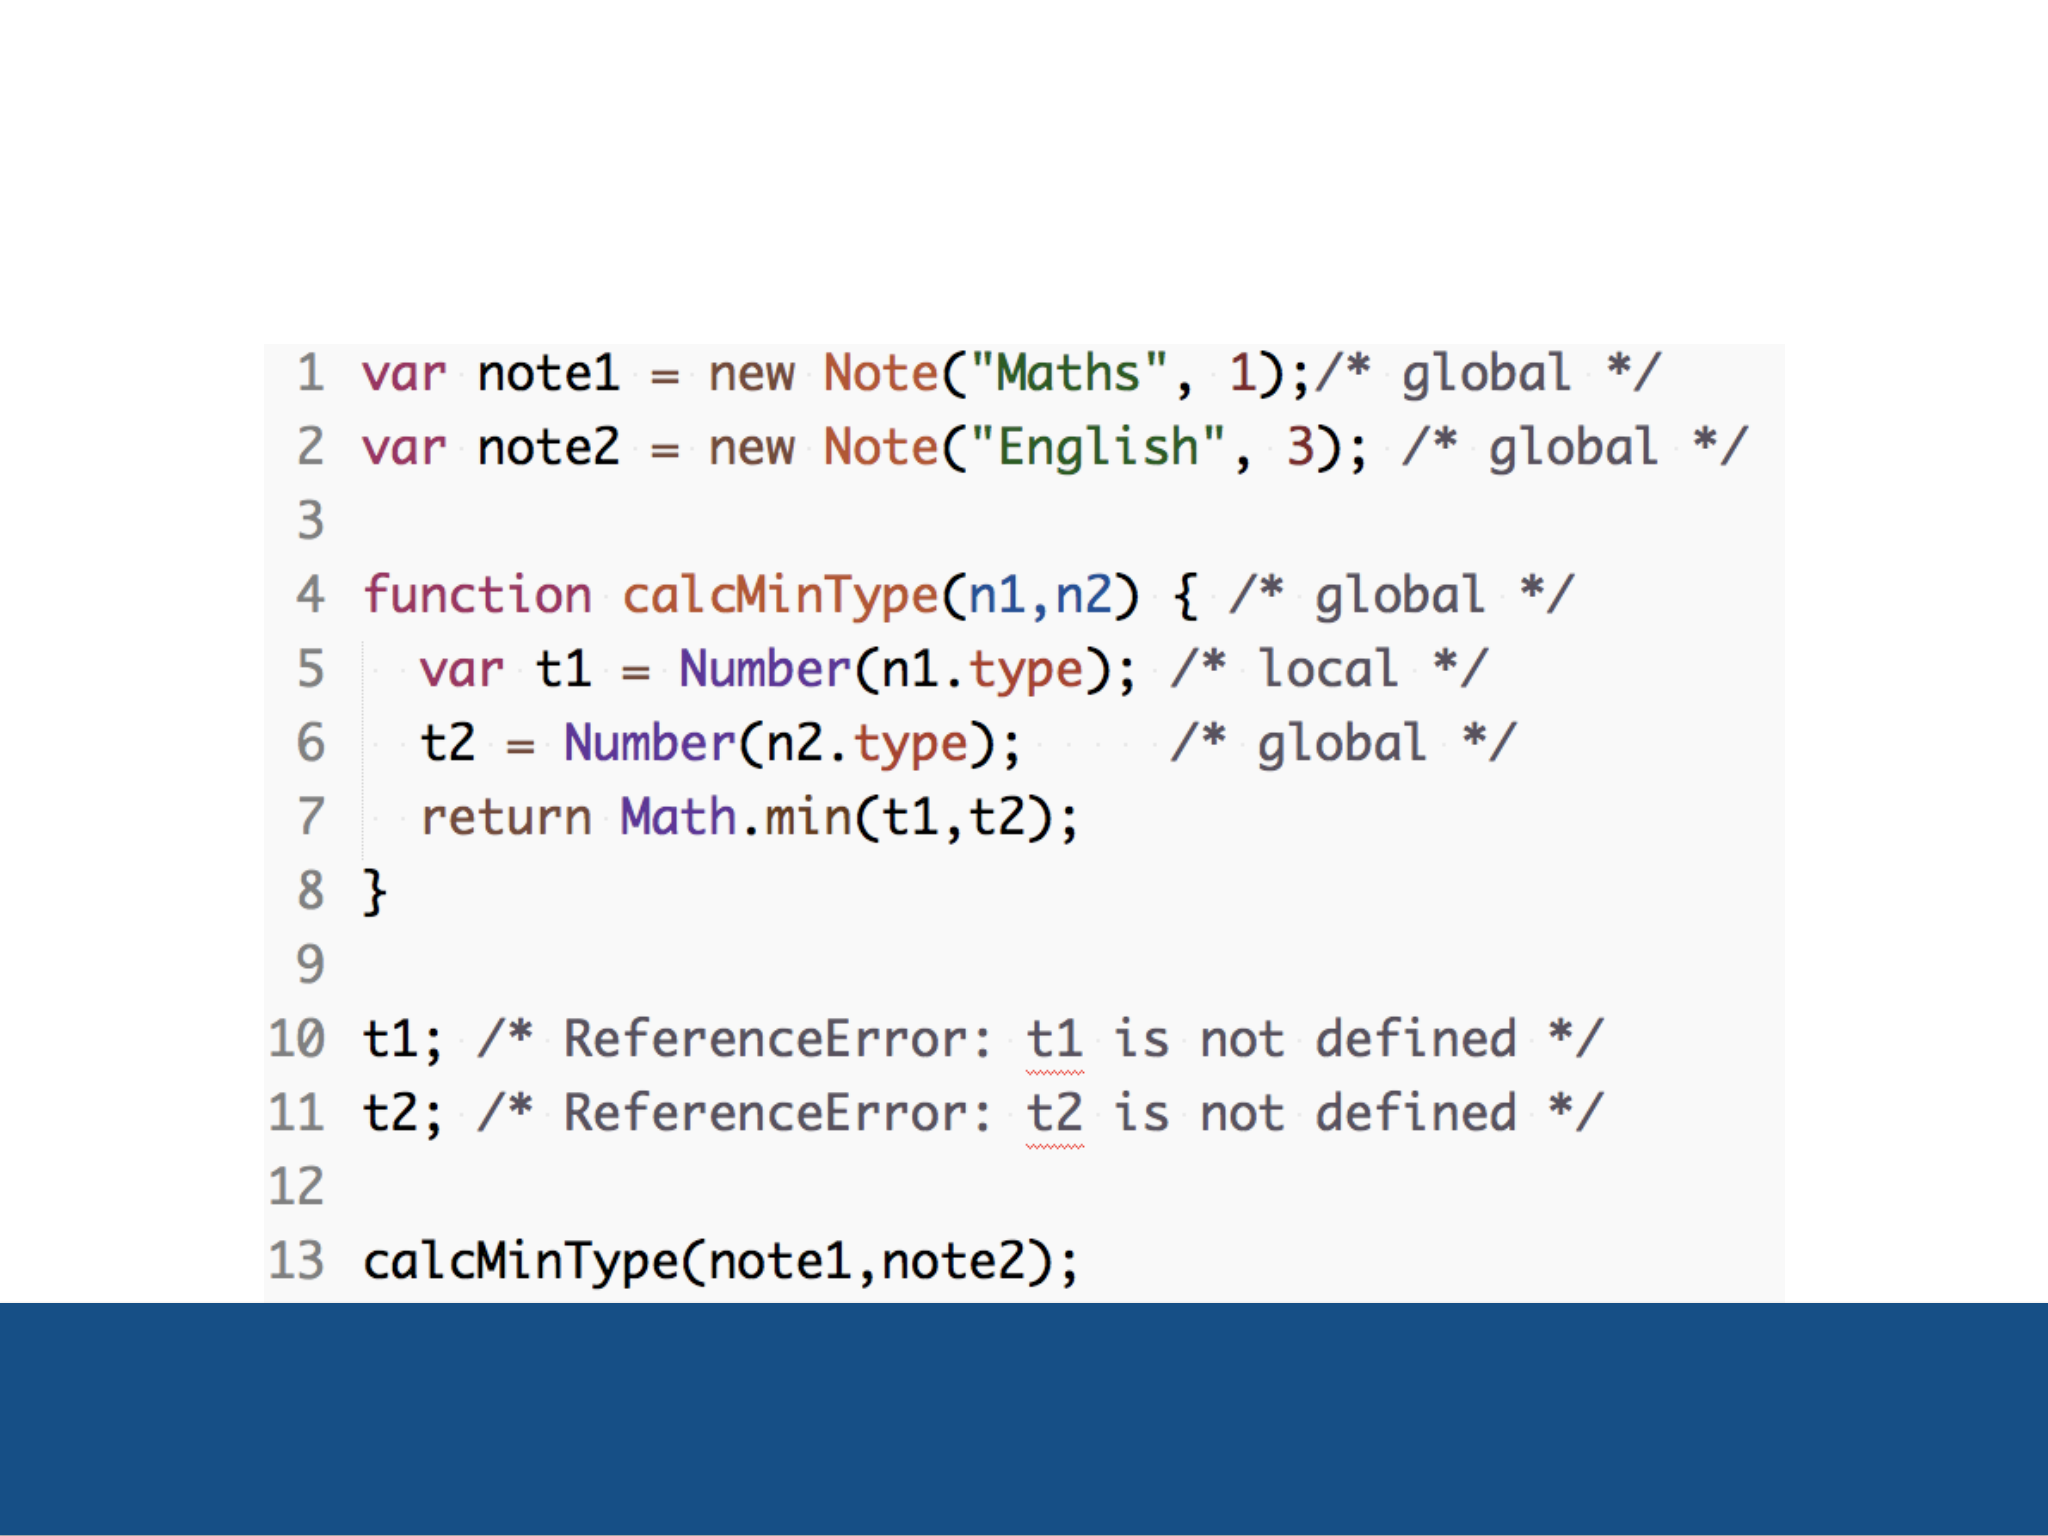 1 var note1 = new Note("Maths", 1);/* global */
2 var note2 = new Note("English", 3); /* global */
3
4 function calcMinType(n1,n2) { /* global */
5   var t1 = Number(n1.type); /* local */
6   t2 = Number(n2.type);     /* global */
7   return Math.min(t1,t2);
8 }
9
10 t1; /* ReferenceError: t1 is not defined */
11 t2; /* ReferenceError: t2 is not defined */
12
13 calcMinType(note1,note2);